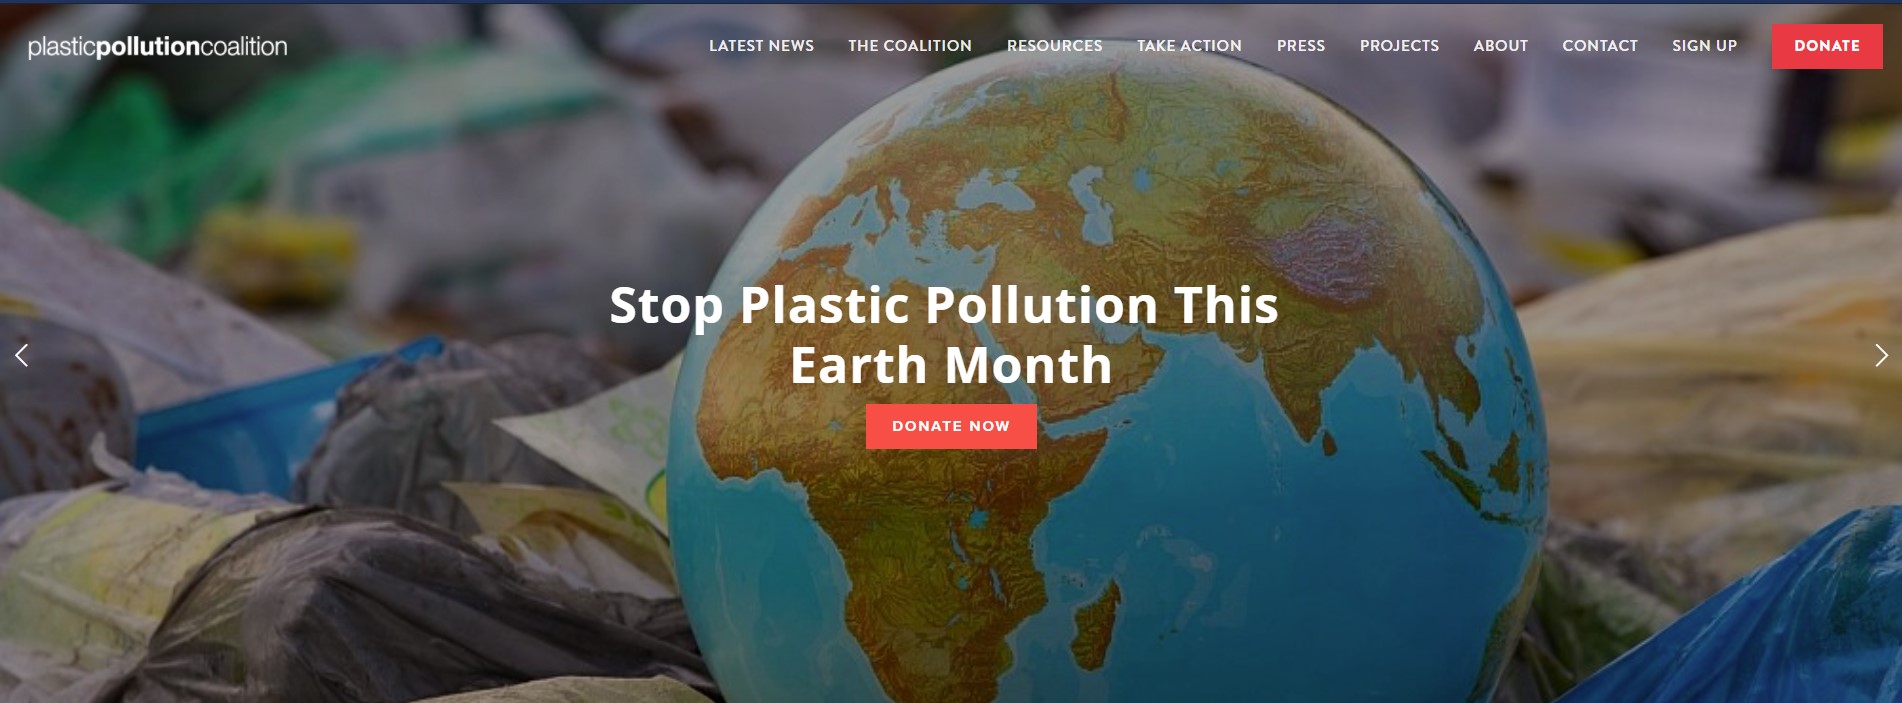 plasticpollutioncoalition
LATEST NEWS THE COALITION RESOURCES TAKE ACTION PRESS PROJECTS ABOUT CONTACT SIGN UP DONATE
Stop Plastic Pollution This
Earth Month
DONATE NOW